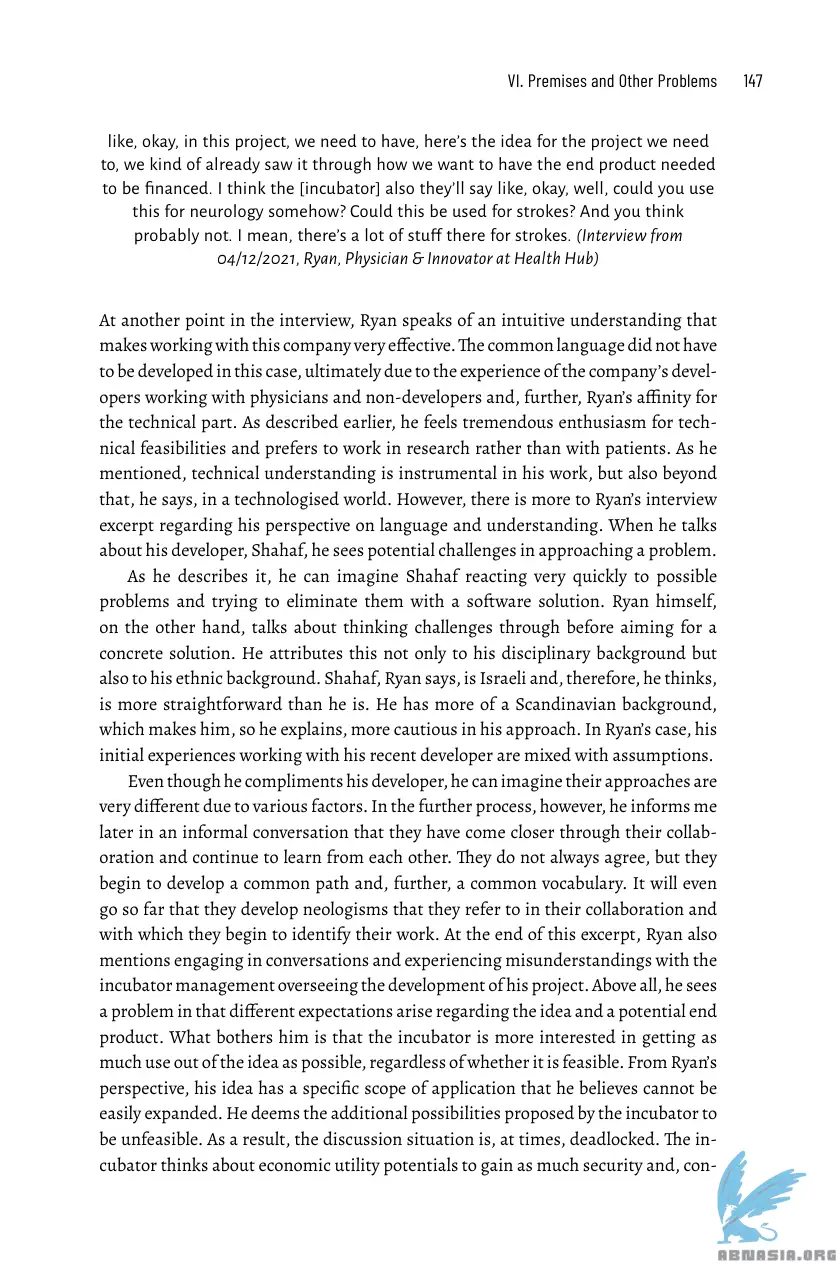 VI. Premises and Other Problems 147
like, okay, in this project, we need to have, here's the idea for the project we need
to, we kind of already saw it through how we want to have the end product needed
to be financed. I think the [incubator] also they'll say like, okay, well, could you use
this for neurology somehow? Could this be used for strokes? And you think
probably not. I mean, there's a lot of stuff there for strokes. (Interview from
04/12/2021, Ryan, Physician & Innovator at Health Hub)
At another point in the interview, Ryan speaks of an intuitive understanding that
makes working with this company very effective. The common language did not have
to be developed in this case, ultimately due to the experience of the company's devel-
opers working with physicians and non-developers and, further, Ryan's affinity for
the technical part. As described earlier, he feels tremendous enthusiasm for tech-
nical feasibilities and prefers to work in research rather than with patients. As he
mentioned, technical understanding is instrumental in his work, but also beyond
that, he says, in a technologised world. However, there is more to Ryan's interview
excerpt regarding his perspective on language and understanding. When he talks
about his developer, Shahaf, he sees potential challenges in approaching a problem.
As he describes it, he can imagine Shahaf reacting very quickly to possible
problems and trying to eliminate them with a software solution. Ryan himself,
on the other hand, talks about thinking challenges through before aiming for a
concrete solution. He attributes this not only to his disciplinary background but
also to his ethnic background. Shahaf, Ryan says, is Israeli and, therefore, he thinks,
is more straightforward than he is. He has more of a Scandinavian background,
which makes him, so he explains, more cautious in his approach. In Ryan's case, his
initial experiences working with his recent developer are mixed with assumptions.
Even though he compliments his developer, he can imagine their approaches are
very different due to various factors. In the further process, however, he informs me
later in an informal conversation that they have come closer through their collab-
oration and continue to learn from each other. They do not always agree, but they
begin to develop a common path and, further, a common vocabulary. It will even
go so far that they develop neologisms that they refer to in their collaboration and
with which they begin to identify their work. At the end of this excerpt, Ryan also
mentions engaging in conversations and experiencing misunderstandings with the
incubator management overseeing the development of his project. Above all, he sees
a problem in that different expectations arise regarding the idea and a potential end
product. What bothers him is that the incubator is more interested in getting as
much use out of the idea as possible, regardless of whether it is feasible. From Ryan's
perspective, his idea has a specific scope of application that he believes cannot be
easily expanded. He deems the additional possibilities proposed by the incubator to
be unfeasible. As a result, the discussion situation is, at times, deadlocked. The in-
cubator thinks about economic utility potentials to gain as much security and, con-
ABNASIA.ORG